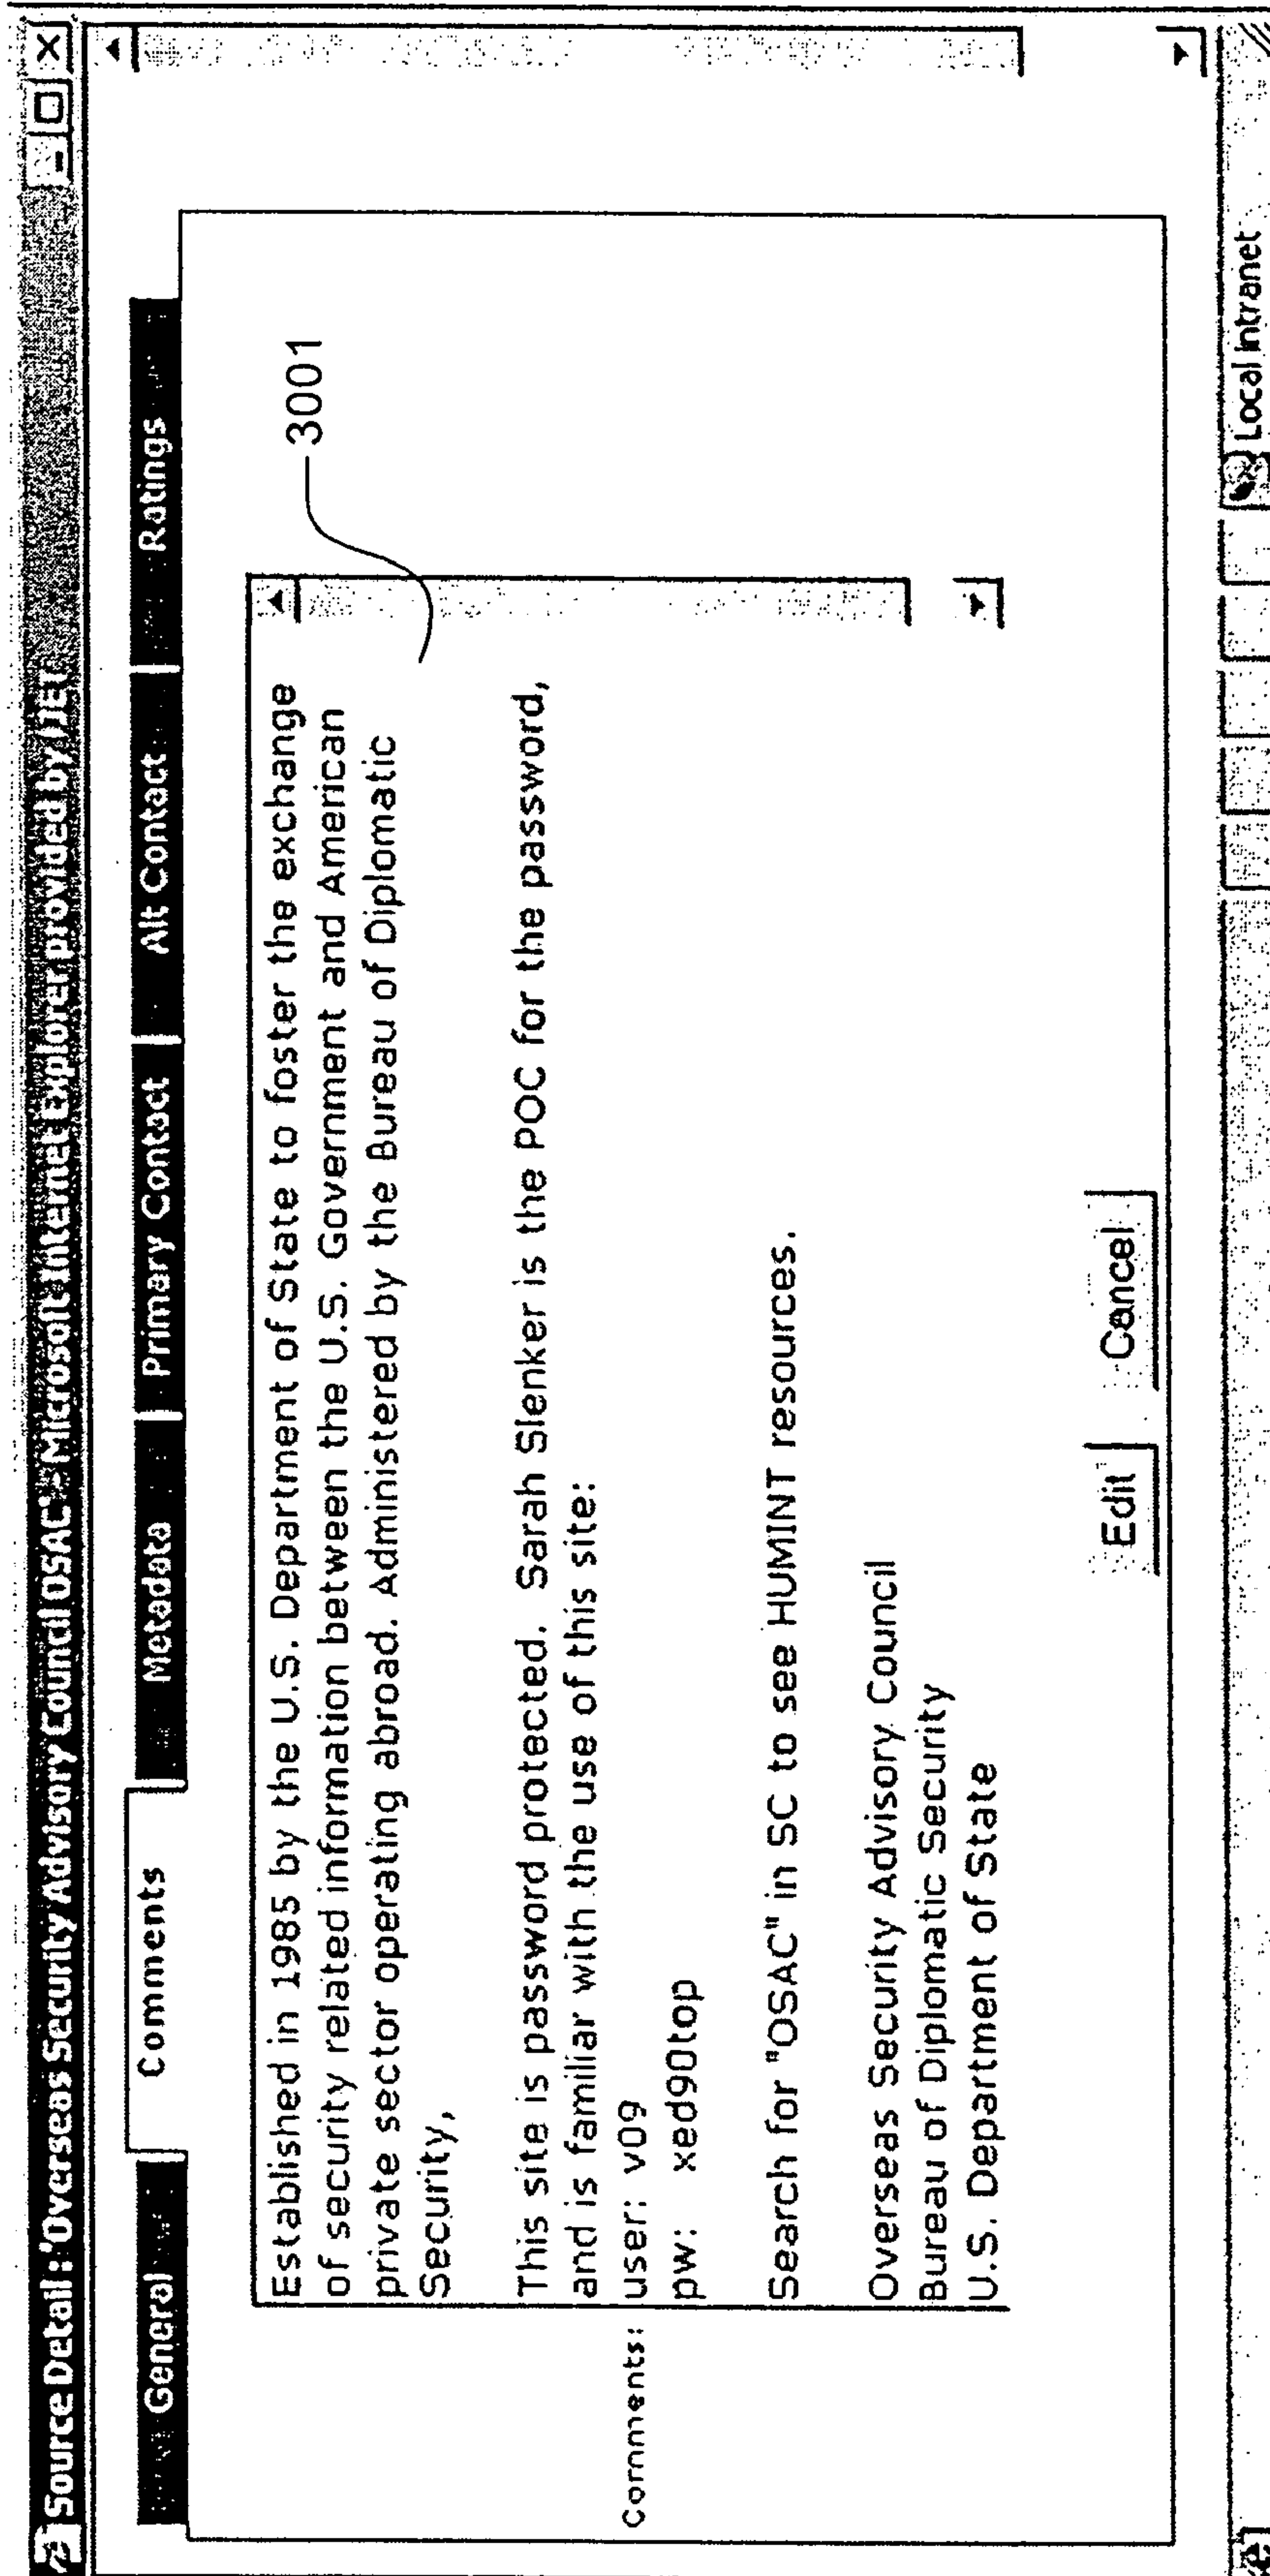 Source Detail : 'Overseas Security Advisory Council OSAC' - Microsoft Internet Explorer provided by
General
Comments
Metadata
Primary Contact
Alt Contact
Ratings
3001
Comments:
Established in 1985 by the U.S. Department of State to foster the exchange
of security related information between the U.S. Government and American
private sector operating abroad. Administered by the Bureau of Diplomatic
Security,
This site is password protected. Sarah Slenker is the POC for the password,
and is familiar with the use of this site:
user: v09
pw: xed90top
Search for "OSAC" in SC to see HUMINT resources.
Overseas Security Advisory Council
Bureau of Diplomatic Security
U.S. Department of State
Edit
Cancel
Local intranet